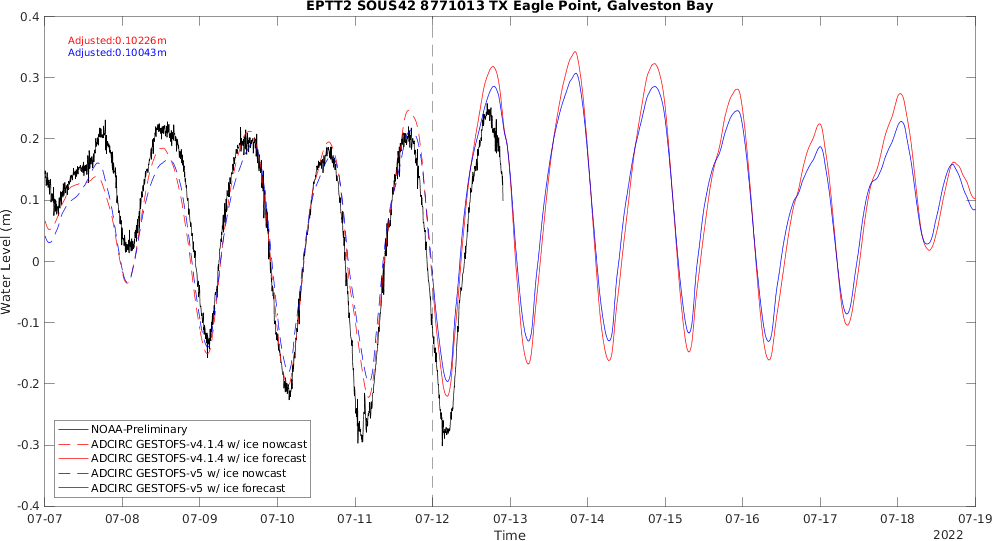 EPTT2 SOUS42 8771013 TX Eagle Point, Galveston Bay
Adjusted:0.10226m
Adjusted:0.10043m
0.4
0.3
0.2
0.1
0
-0.1
-0.2
-0.3
-0.4
Water Level (m)
NOAA-Preliminary
ADCIRC GESTOFS-v4.1.4 w/ ice nowcast
ADCIRC GESTOFS-v4.1.4 w/ ice forecast
ADCIRC GESTOFS-v5 w/ ice nowcast
ADCIRC GESTOFS-v5 w/ ice forecast
07-07 07-08 07-09 07-10 07-11 07-12 07-13 07-14 07-15 07-16 07-17 07-18 07-19
Time
2022